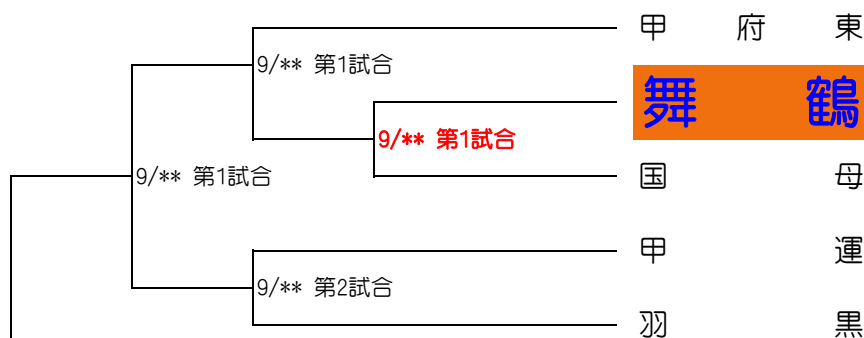 甲府東
9/** 第1試合
舞鶴
9/** 第1試合
9/** 第1試合
国母
甲運
9/** 第2試合
羽黒